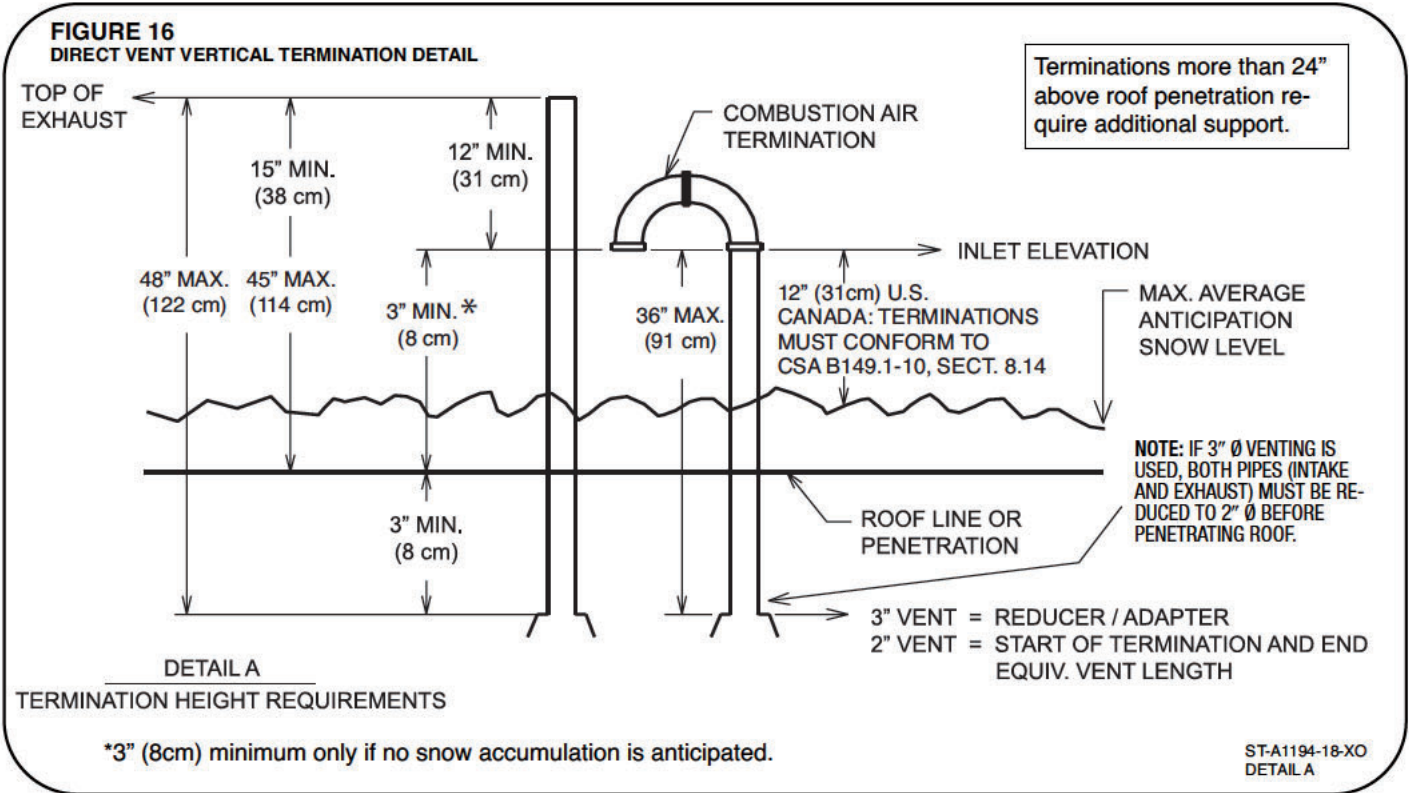 FIGURE 16
DIRECT VENT VERTICAL TERMINATION DETAIL
Terminations more than 24”
above roof penetration re-
quire additional support.
TOP OF
EXHAUST
COMBUSTION AIR
TERMINATION
15” MIN.
(38 cm)
12” MIN.
(31 cm)
INLET ELEVATION
48” MAX.
(122 cm)
45” MAX.
(114 cm)
3” MIN.*
(8 cm)
36” MAX.
(91 cm)
12” (31cm) U.S.
CANADA: TERMINATIONS
MUST CONFORM TO
CSA B149.1-10, SECT. 8.14
MAX. AVERAGE
ANTICIPATION
SNOW LEVEL
NOTE: IF 3” Ø VENTING IS
USED, BOTH PIPES (INTAKE
AND EXHAUST) MUST BE RE-
DUCED TO 2” Ø BEFORE
PENETRATING ROOF.
3” MIN.
(8 cm)
ROOF LINE OR
PENETRATION
3” VENT = REDUCER / ADAPTER
2” VENT = START OF TERMINATION AND END
EQUIV. VENT LENGTH
DETAIL A
TERMINATION HEIGHT REQUIREMENTS
*3” (8cm) minimum only if no snow accumulation is anticipated.
ST-A1194-18-XO
DETAIL A